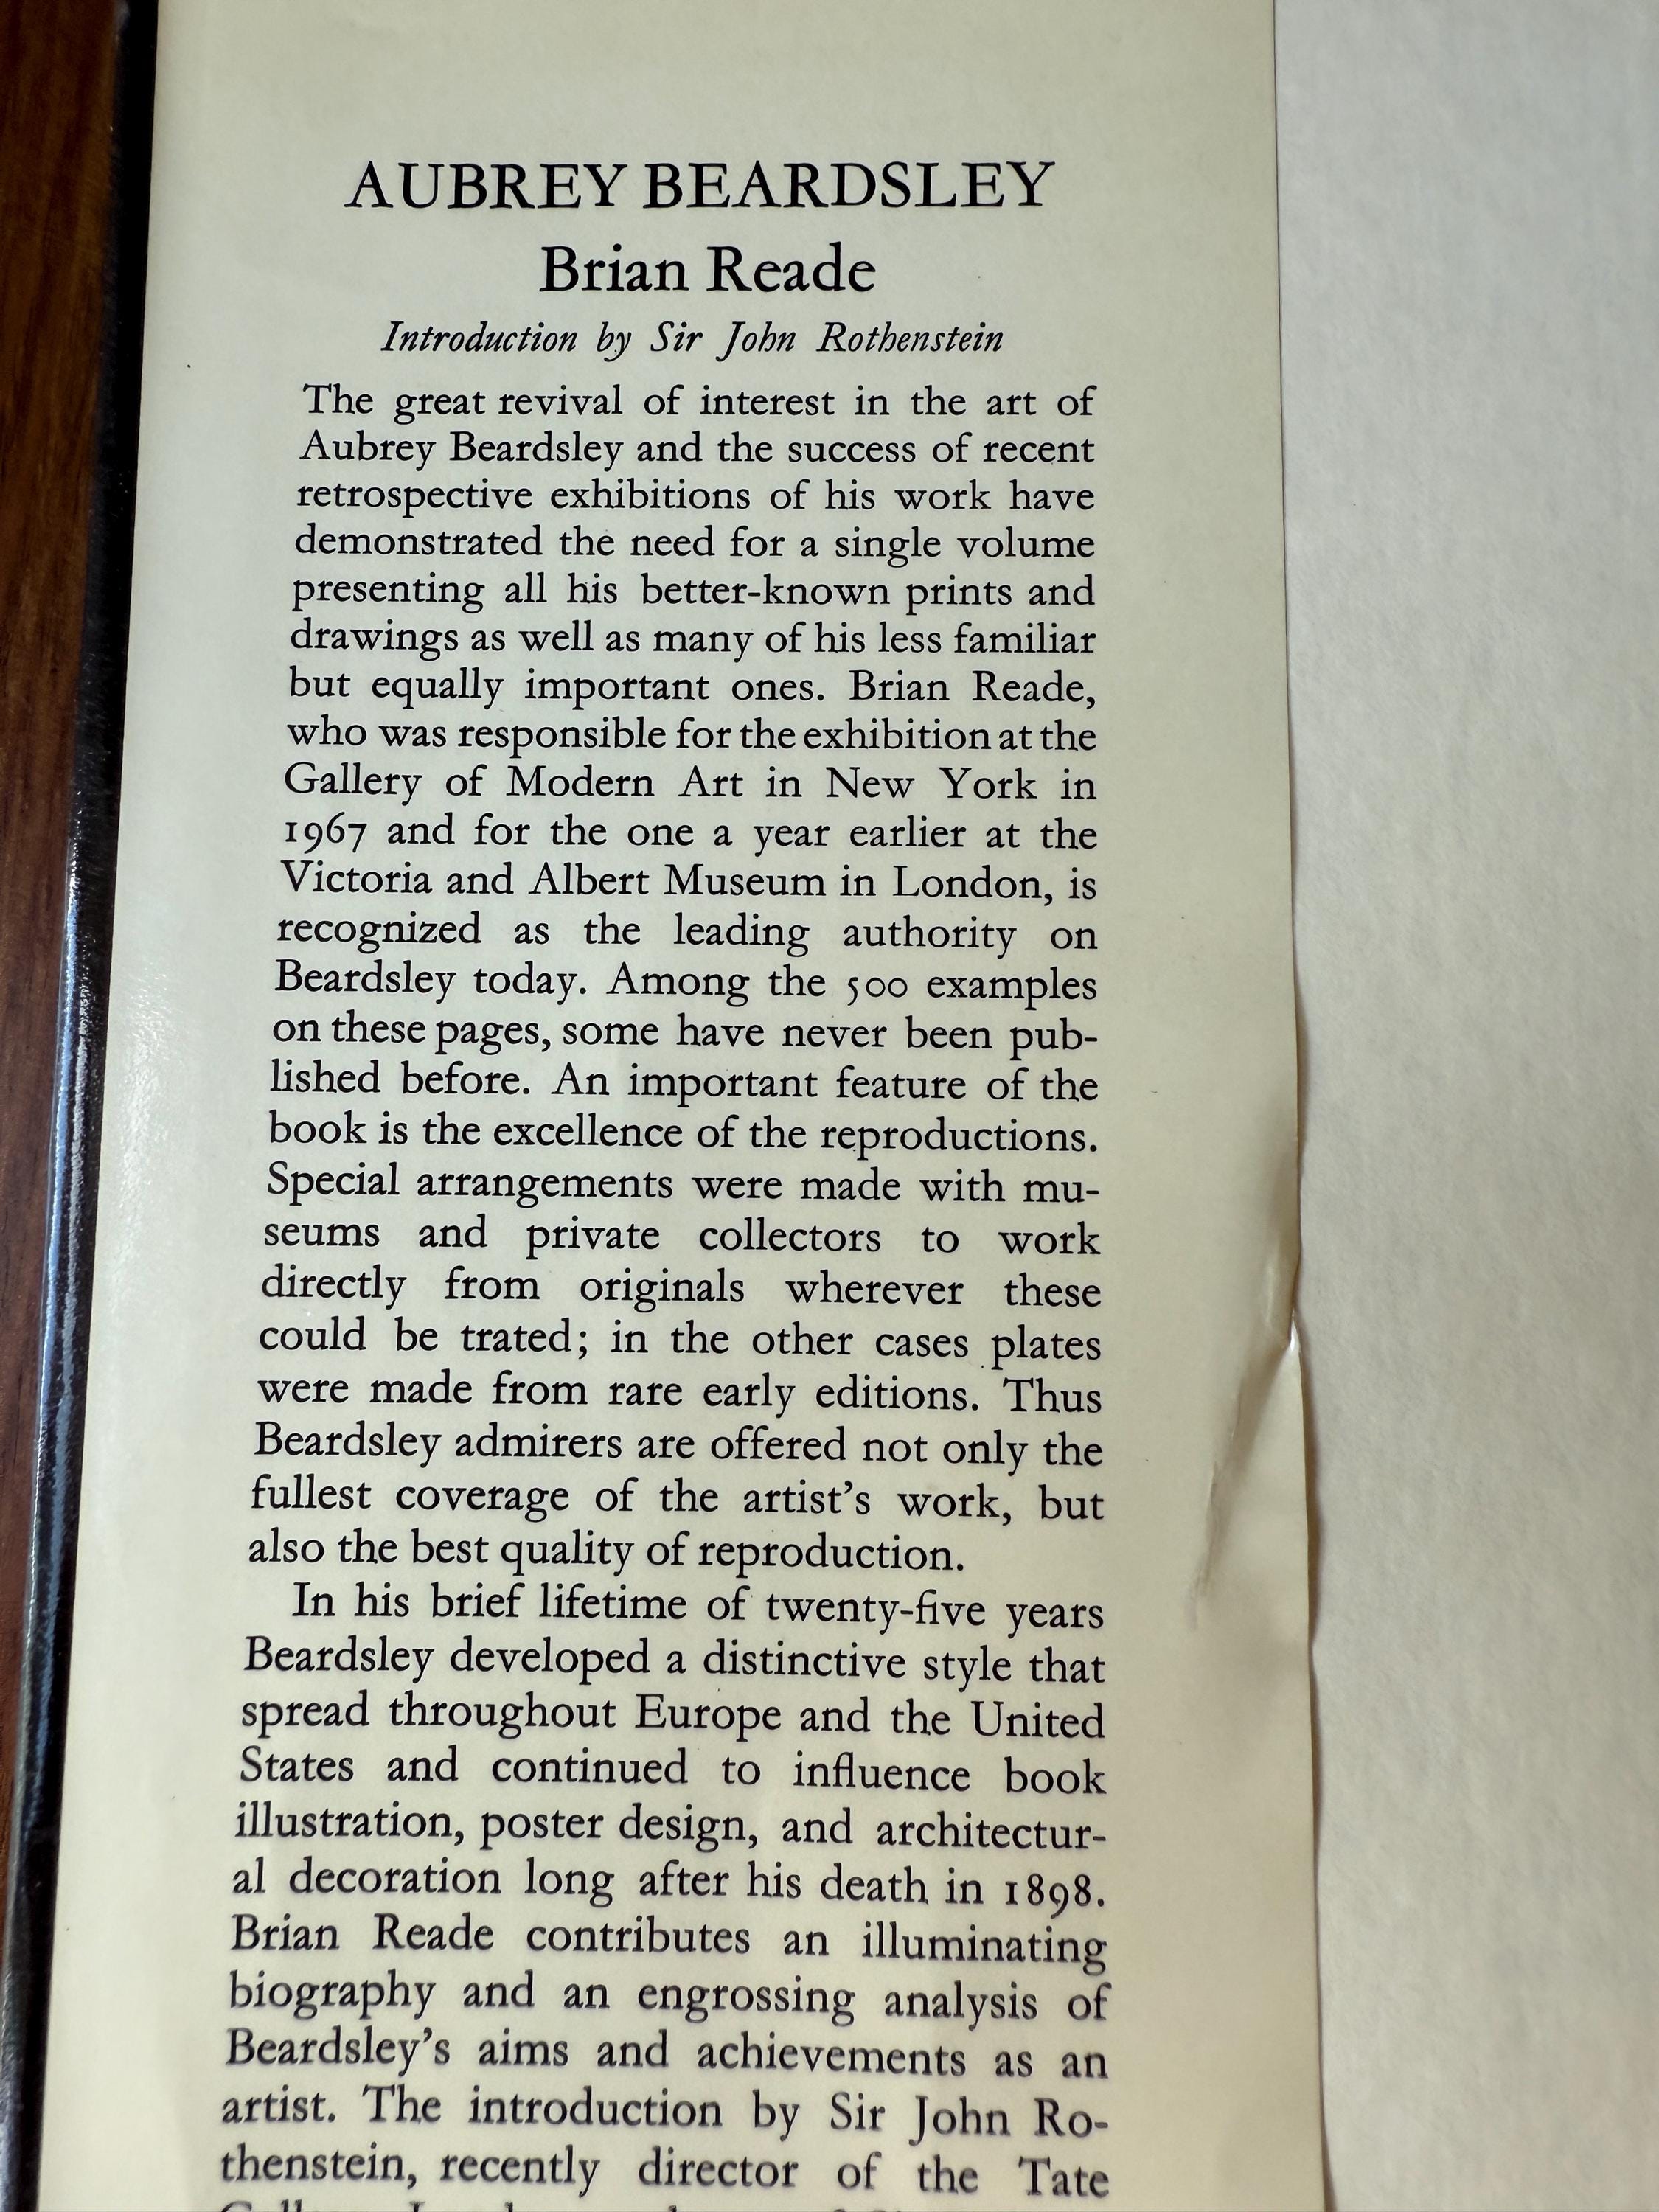 AUBREY BEARDSLEY
Brian Reade
Introduction by Sir John Rothenstein
The great revival of interest in the art of
Aubrey Beardsley and the success of recent
retrospective exhibitions of his work have
demonstrated the need for a single volume
presenting all his better-known prints and
drawings as well as many of his less familiar
but equally important ones. Brian Reade,
who was responsible for the exhibition at the
Gallery of Modern Art in New York in
1967 and for the one a year earlier at the
Victoria and Albert Museum in London, is
recognized as the leading authority on
Beardsley today. Among the 500 examples
on these pages, some have never been pub-
lished before. An important feature of the
book is the excellence of the reproductions.
Special arrangements were made with mu-
seums and private collectors to work
directly from originals wherever these
could be trated; in the other cases plates
were made from rare early editions. Thus
Beardsley admirers are offered not only the
fullest coverage of the artist's work, but
also the best quality of reproduction.
In his brief lifetime of twenty-five years
Beardsley developed a distinctive style that
spread throughout Europe and the United
States and continued to influence book
illustration, poster design, and architectur-
al decoration long after his death in 1898.
Brian Reade contributes an illuminating
biography and an engrossing analysis of
Beardsley's aims and achievements as an
artist. The introduction by Sir John Ro-
thenstein, recently director of the Tate